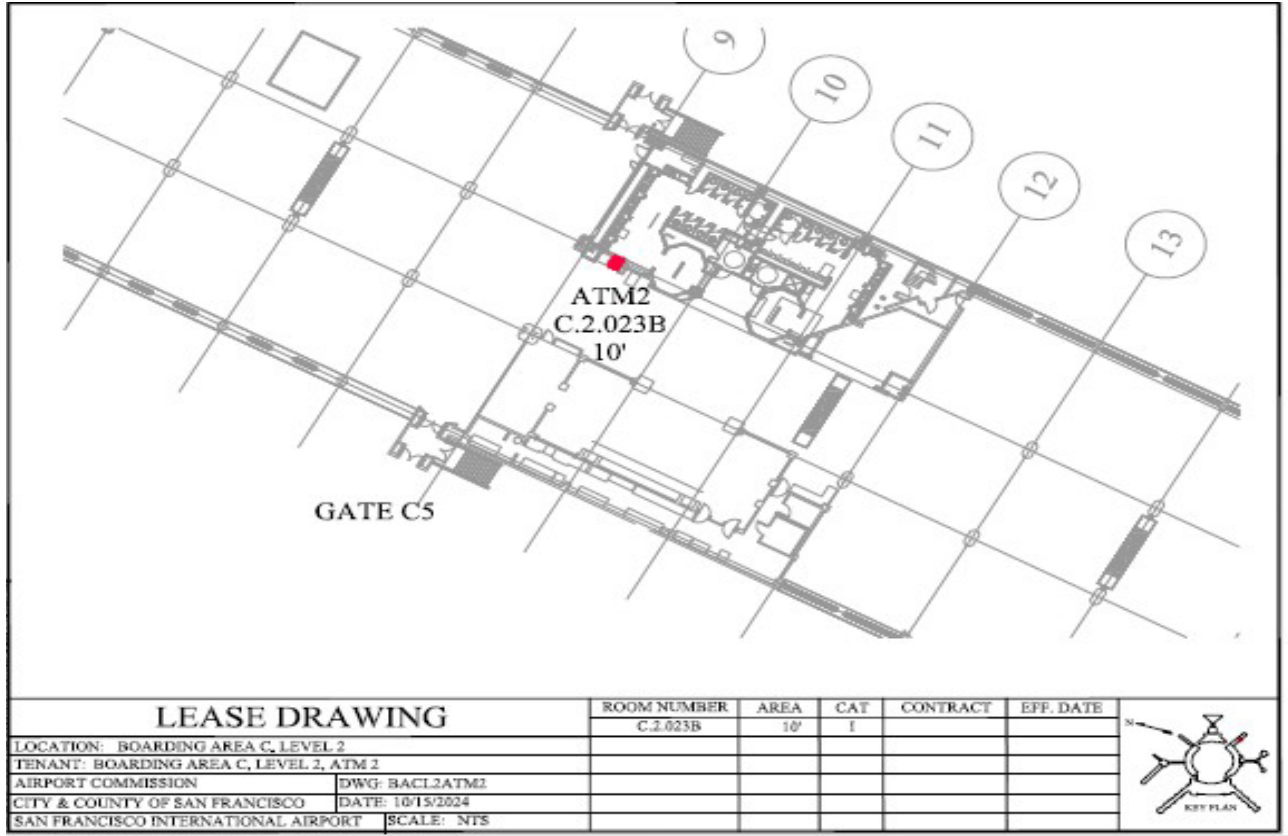 9
10
11
12
13
ATM2
C.2.023B
10'
GATE C5
LEASE DRAWING
LOCATION: BOARDING AREA C, LEVEL 2
TENANT: BOARDING AREA C, LEVEL 2, ATM 2
AIRPORT COMMISSION DWG: BACL2ATM2
CITY & COUNTY OF SAN FRANCISCO DATE: 10/15/2024
SAN FRANCISCO INTERNATIONAL AIRPORT SCALE: NTS
ROOM NUMBER AREA CAT CONTRACT EFF. DATE
C.2.023B 10' I
N
KEY PLAN